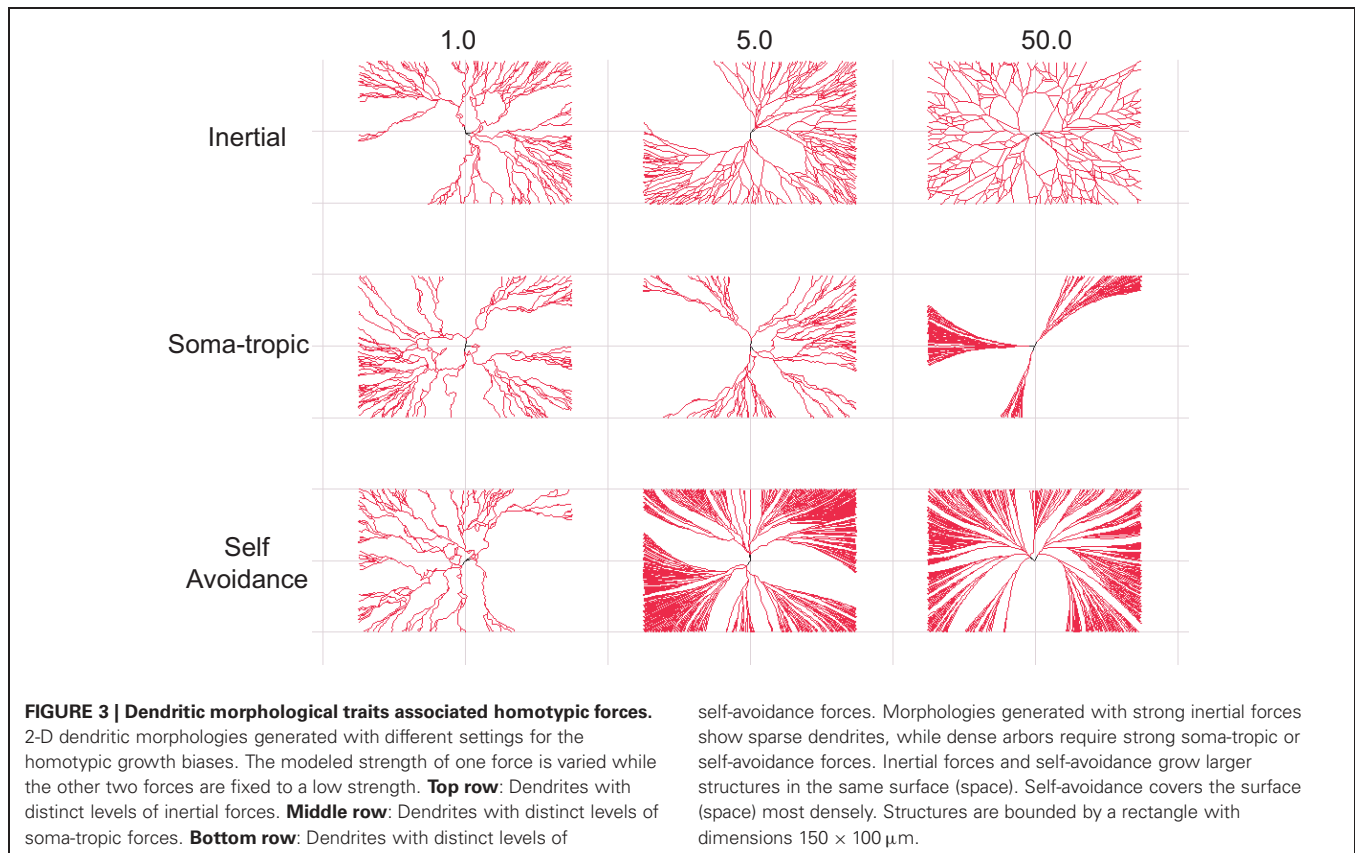 1.0 5.0 50.0
Inertial
Soma-tropic
Self
Avoidance
FIGURE 3 | Dendritic morphological traits associated homotypic forces.
2-D dendritic morphologies generated with different settings for the
homotypic growth biases. The modeled strength of one force is varied while
the other two forces are fixed to a low strength. Top row: Dendrites with
distinct levels of inertial forces. Middle row: Dendrites with distinct levels of
soma-tropic forces. Bottom row: Dendrites with distinct levels of
self-avoidance forces. Morphologies generated with strong inertial forces
show sparse dendrites, while dense arbors require strong soma-tropic or
self-avoidance forces. Inertial forces and self-avoidance grow larger
structures in the same surface (space). Self-avoidance covers the surface
(space) most densely. Structures are bounded by a rectangle with
dimensions 150 × 100 μm.